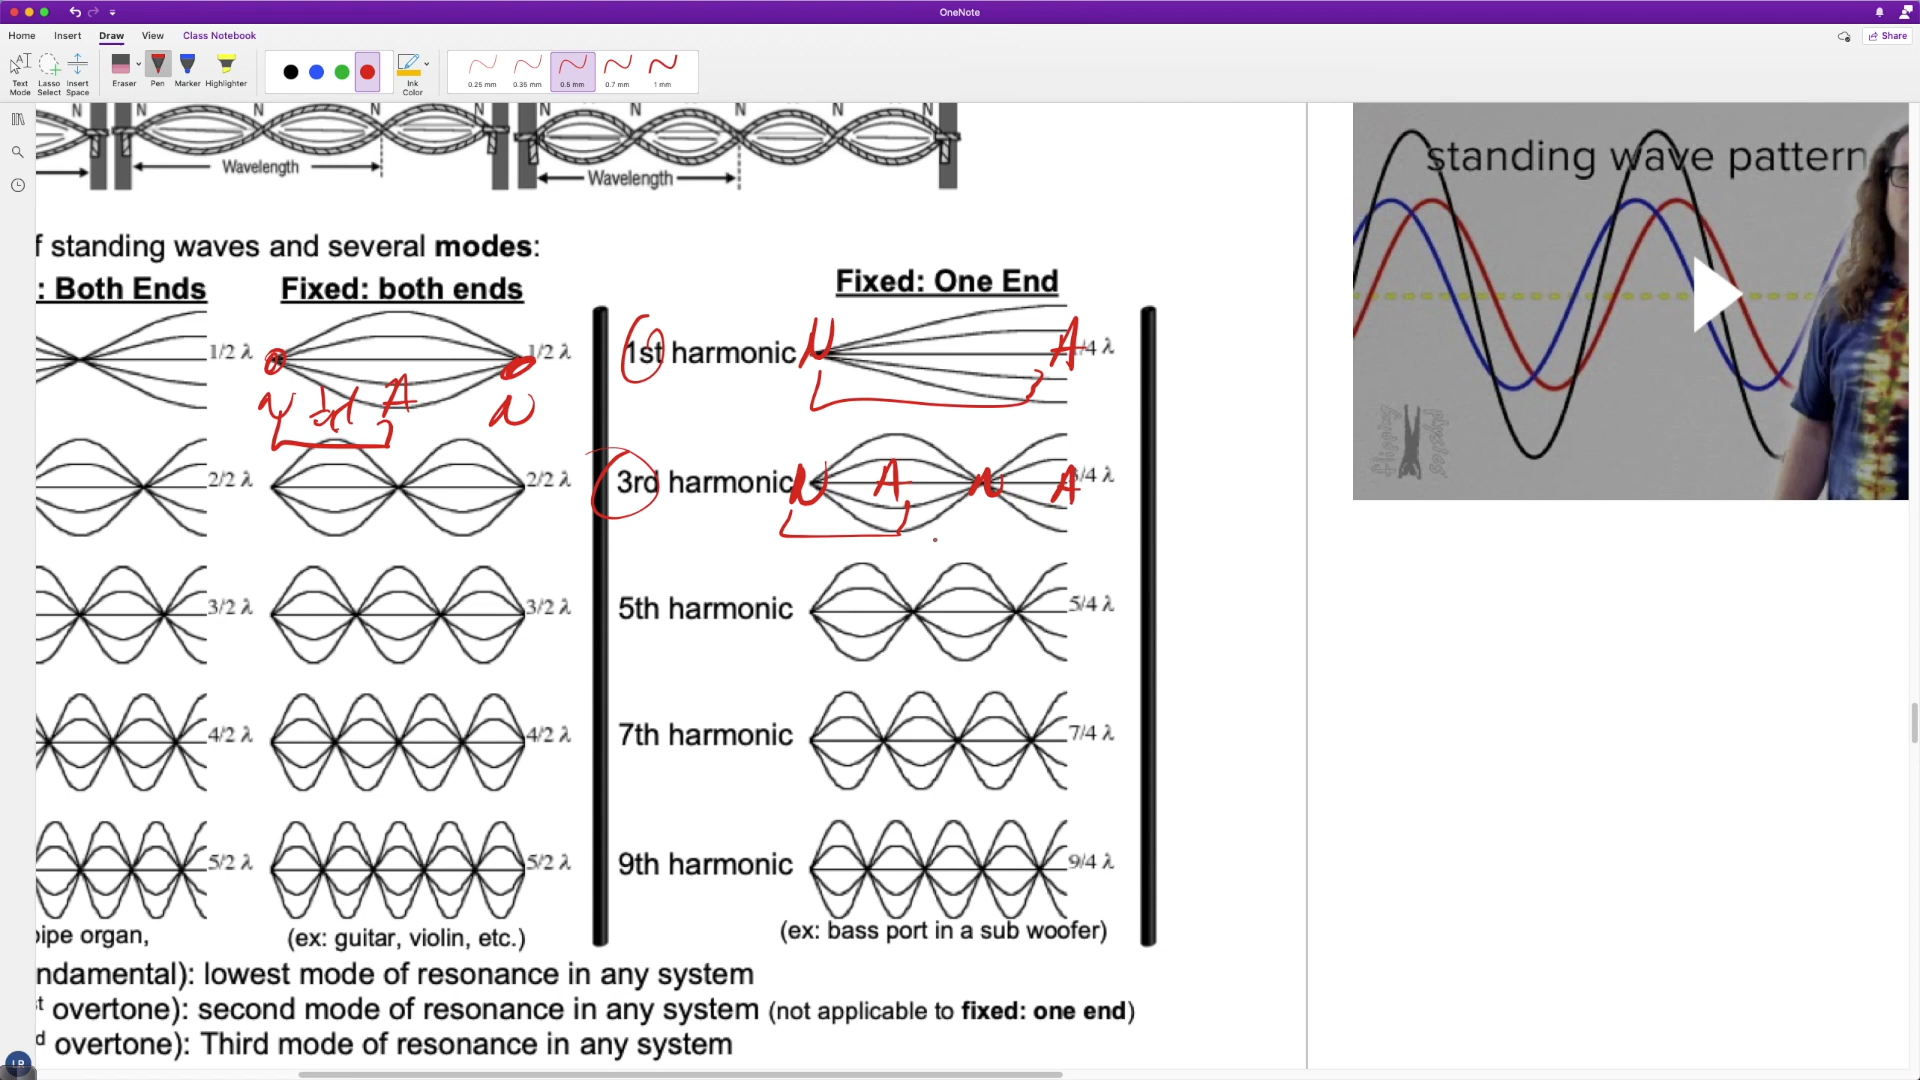 OneNote
Home Insert Draw View Class Notebook
Share
Text Mode
Lasso Select
Insert Space
Eraser
Pen
Marker
Highlighter
Ink Color
0.25 mm 0.35 mm 0.5 mm 0.7 mm 1 mm
N N N N N
N N N N N
Wavelength
Wavelength
standing wave pattern
flipping physics
f standing waves and several modes:
: Both Ends
1/2 λ
2/2 λ
3/2 λ
4/2 λ
5/2 λ
pipe organ,
Fixed: both ends
1/2 λ
N A N
2/2 λ
3/2 λ
4/2 λ
5/2 λ
(ex: guitar, violin, etc.)
Fixed: One End
1st harmonic N A /4 λ
3rd harmonic N A N A /4 λ
5th harmonic 5/4 λ
7th harmonic 7/4 λ
9th harmonic 9/4 λ
(ex: bass port in a sub woofer)
ndamental): lowest mode of resonance in any system
st overtone): second mode of resonance in any system (not applicable to fixed: one end)
d overtone): Third mode of resonance in any system